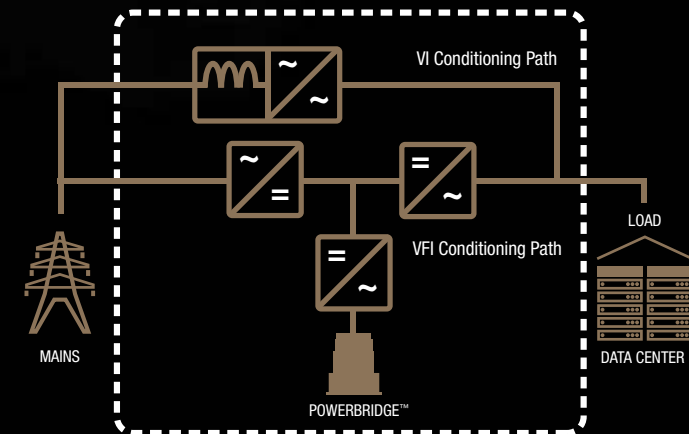 VI Conditioning Path
~
~
~
=
=
~
LOAD
VFI Conditioning Path
=
~
MAINS
DATA CENTER
POWERBRIDGE™